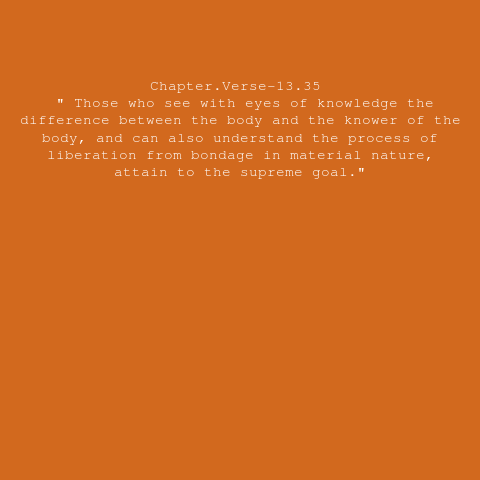 Chapter.Verse-13.35
" Those who see with eyes of knowledge the
difference between the body and the knower of the
body, and can also understand the process of
liberation from bondage in material nature,
attain to the supreme goal."